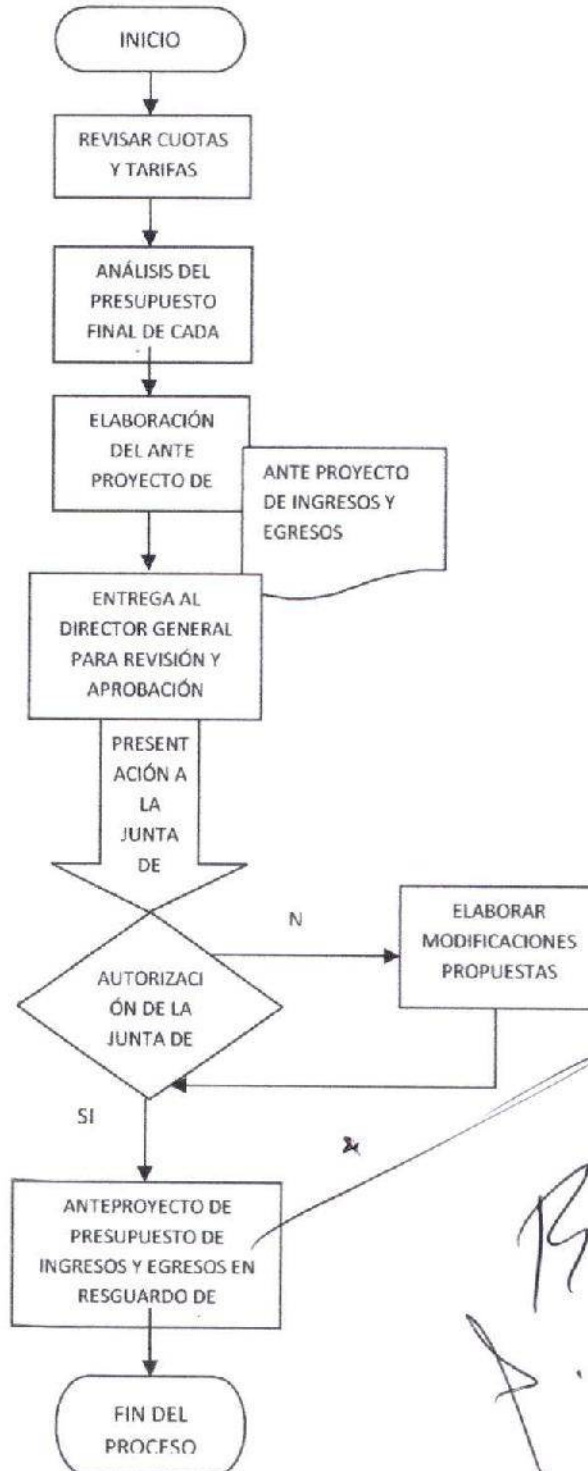 INICIO
REVISAR CUOTAS
Y TARIFAS
ANÁLISIS DEL
PRESUPUESTO
FINAL DE CADA
ELABORACIÓN
DEL ANTE
PROYECTO DE
ANTE PROYECTO
DE INGRESOS Y
EGRESOS
ENTREGA AL
DIRECTOR GENERAL
PARA REVISIÓN Y
APROBACIÓN
PRESENT
ACIÓN A
LA
JUNTA
DE
N
ELABORAR
MODIFICACIONES
PROPUESTAS
AUTORIZACI
ÓN DE LA
JUNTA DE
SI
ANTEPROYECTO DE
PRESUPUESTO DE
INGRESOS Y EGRESOS EN
RESGUARDO DE
FIN DEL
PROCESO